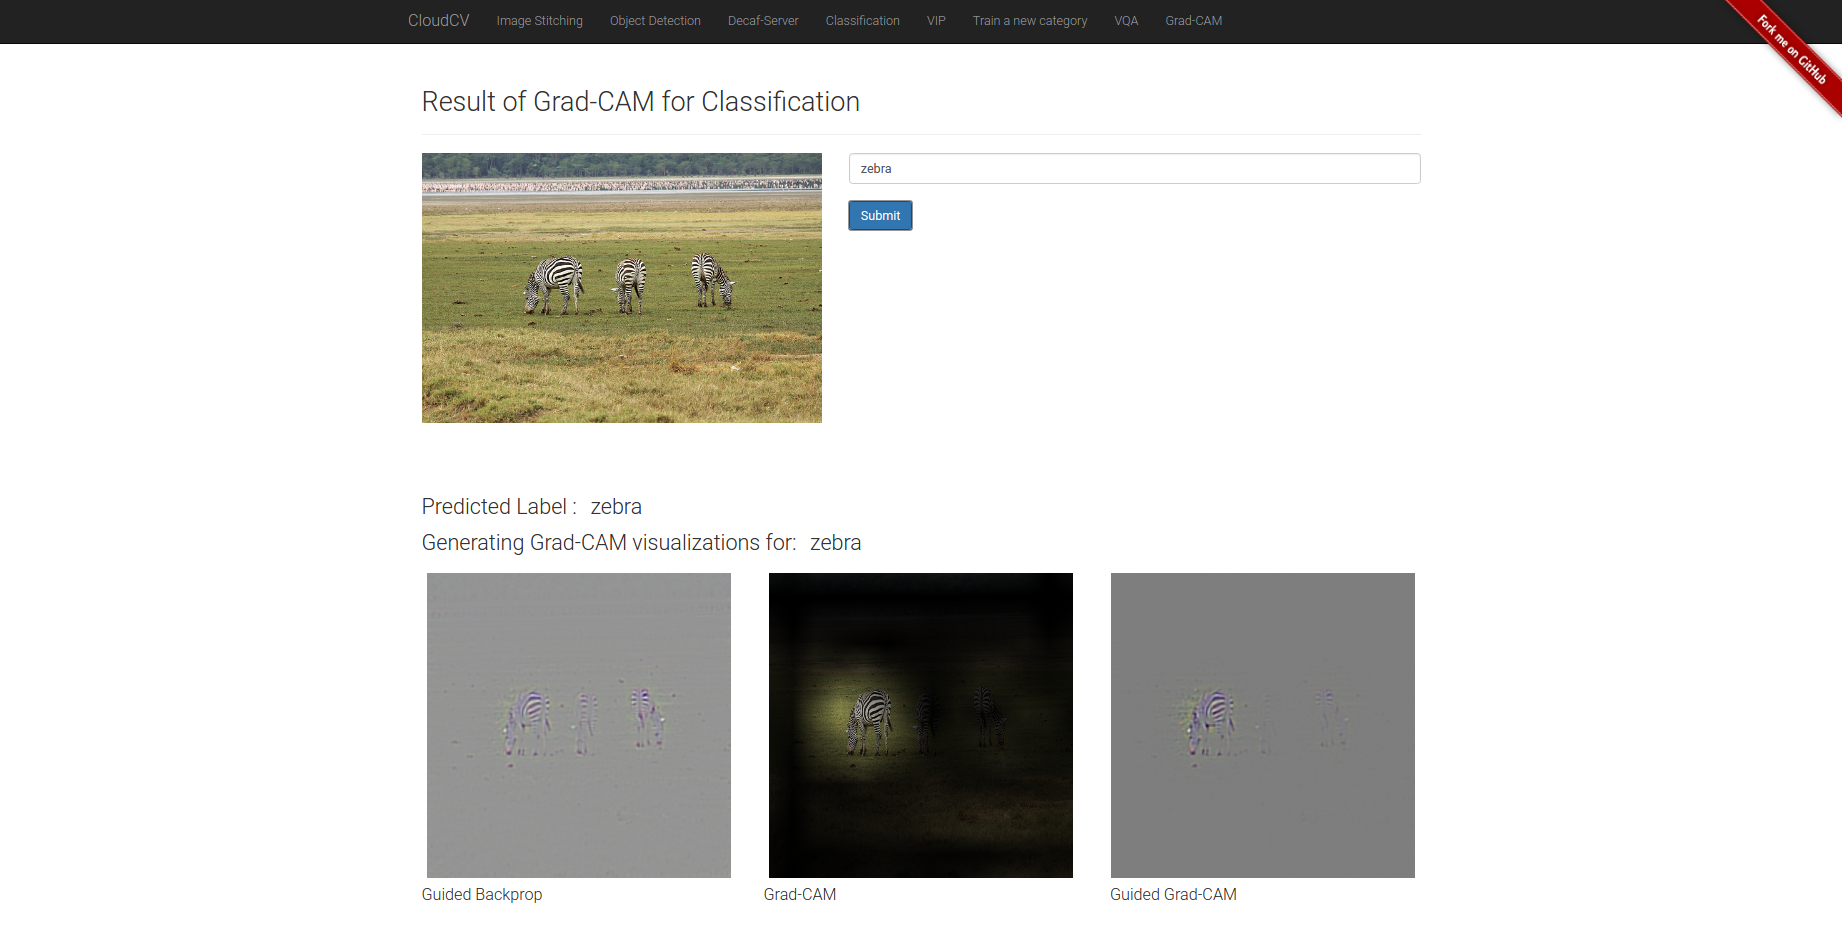 CloudCV Image Stitching Object Detection Decaf-Server Classification VIP Train a new category VQA Grad-CAM
Fork me on GitHub
Result of Grad-CAM for Classification
zebra
Submit
Predicted Label : zebra
Generating Grad-CAM visualizations for: zebra
Guided Backprop Grad-CAM Guided Grad-CAM